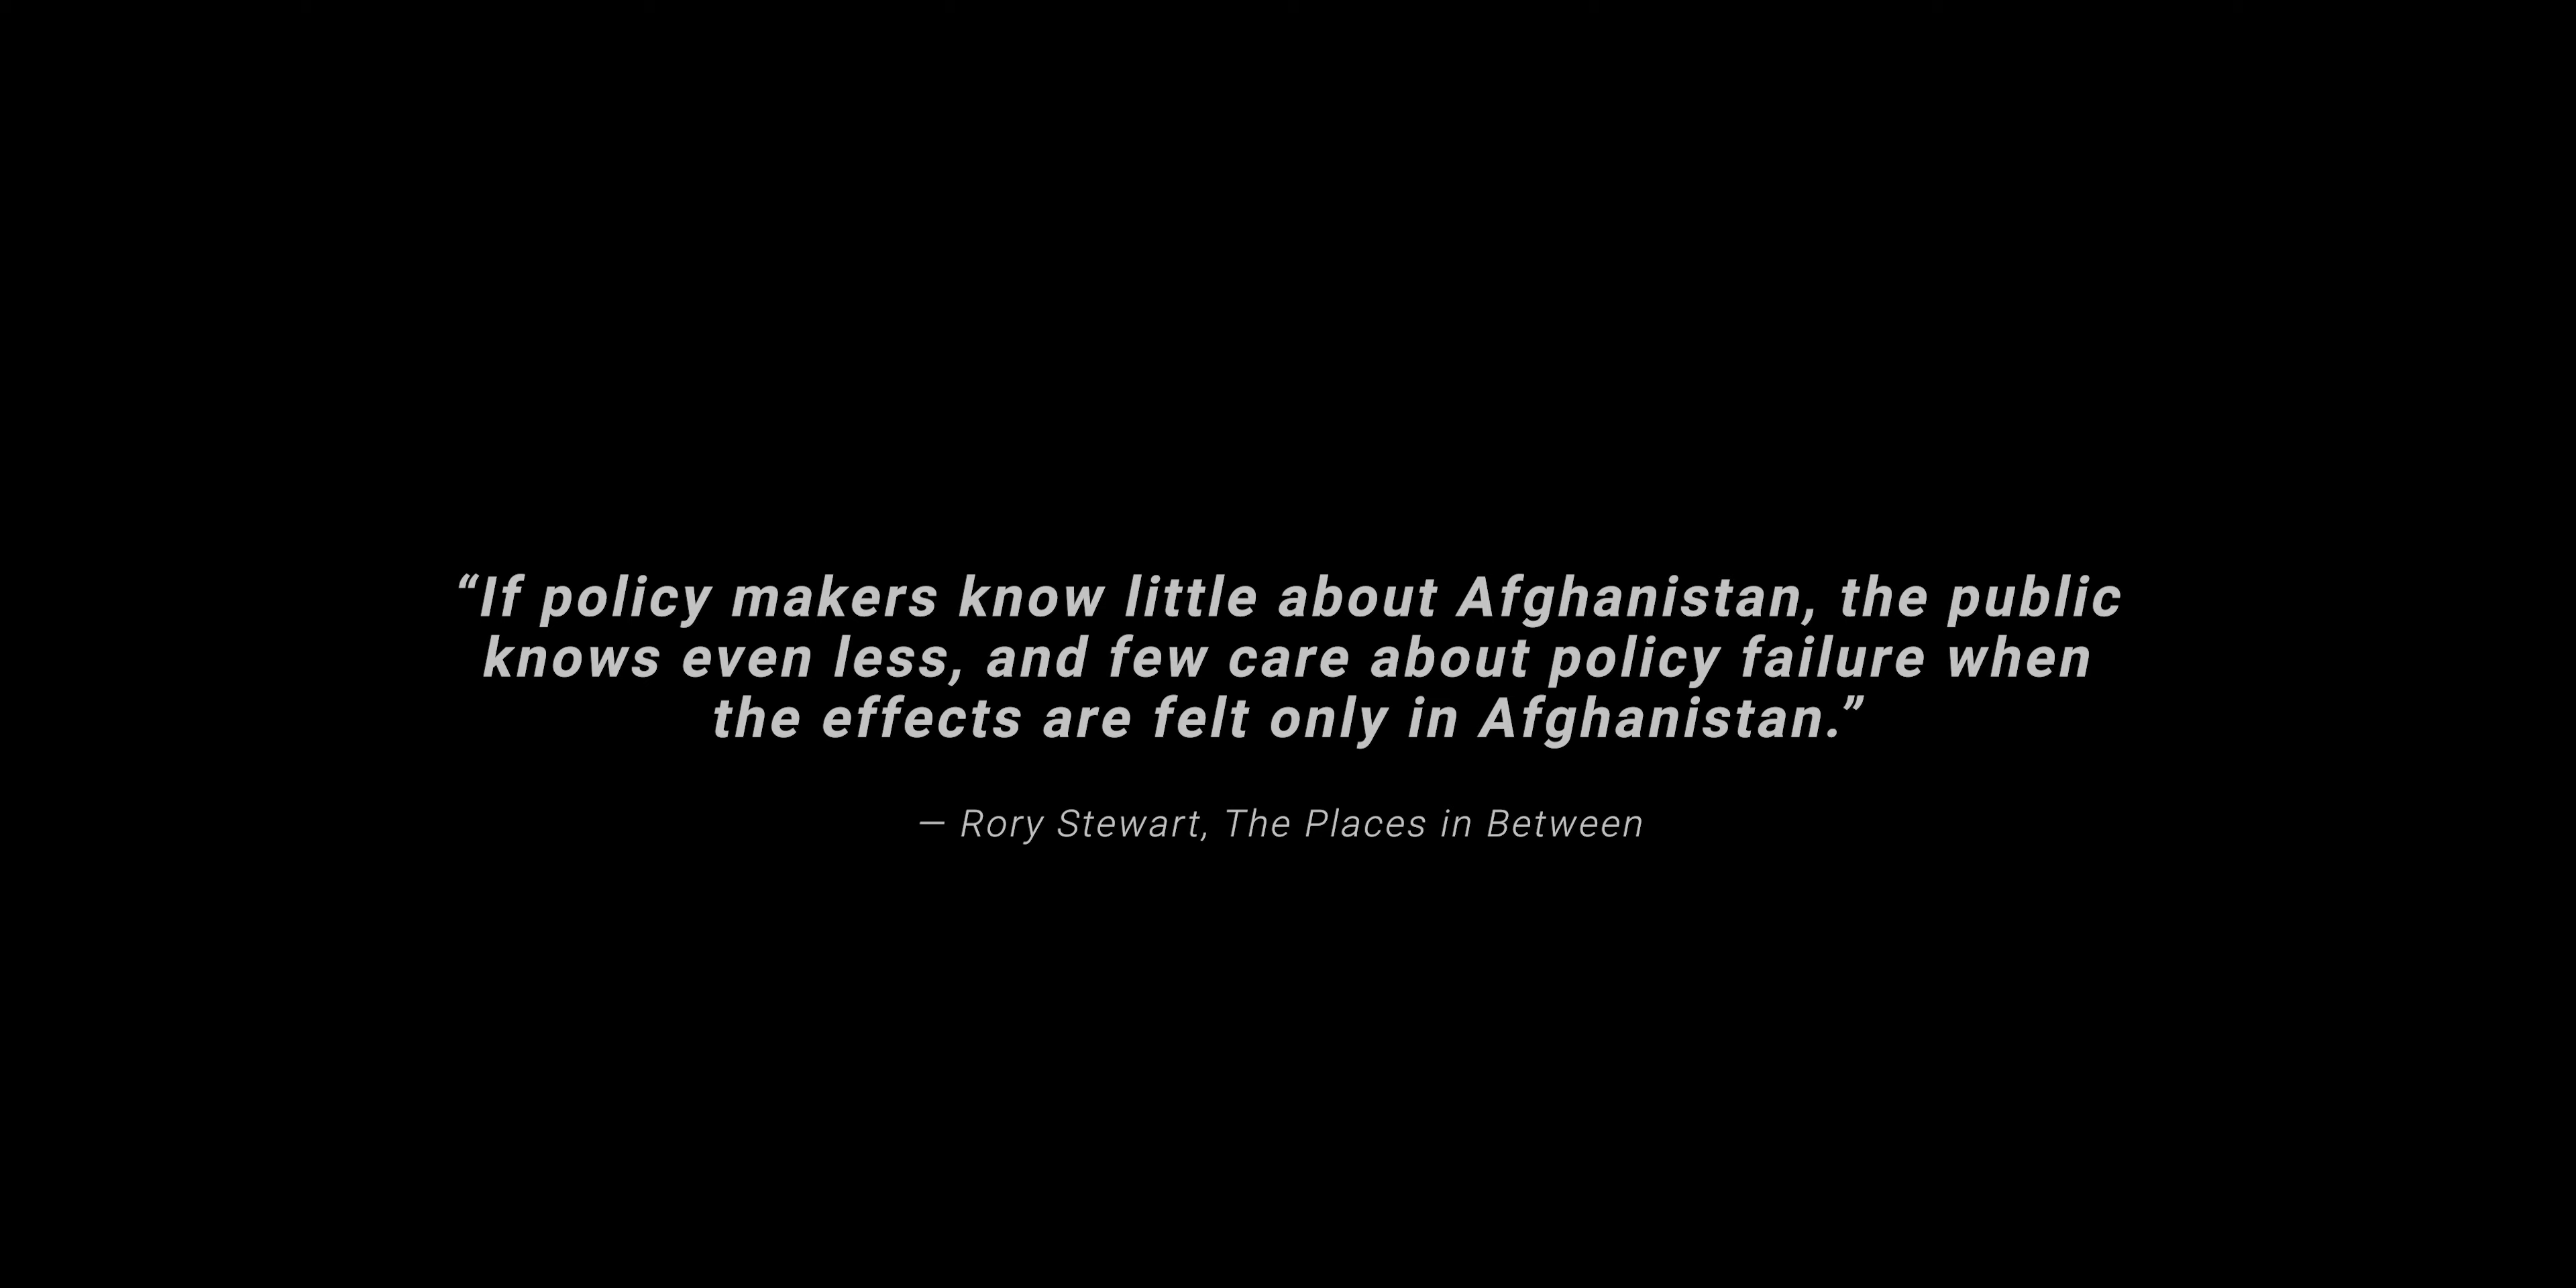 “If policy makers know little about Afghanistan, the public
knows even less, and few care about policy failure when
the effects are felt only in Afghanistan.”
— Rory Stewart, The Places in Between